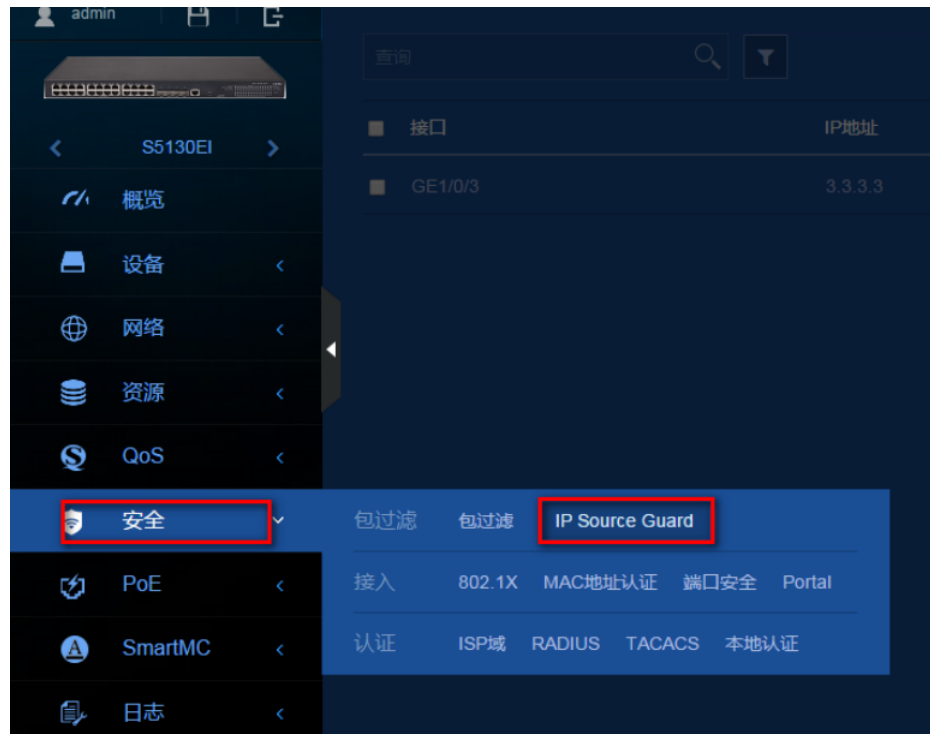 admin
查询
S5130EI
接口 IP地址
GE1/0/3 3.3.3.3
概览
设备
网络
资源
QoS
安全
包过滤 包过滤 IP Source Guard
PoE
接入 802.1X MAC地址认证 端口安全 Portal
SmartMC
认证 ISP域 RADIUS TACACS 本地认证
日志